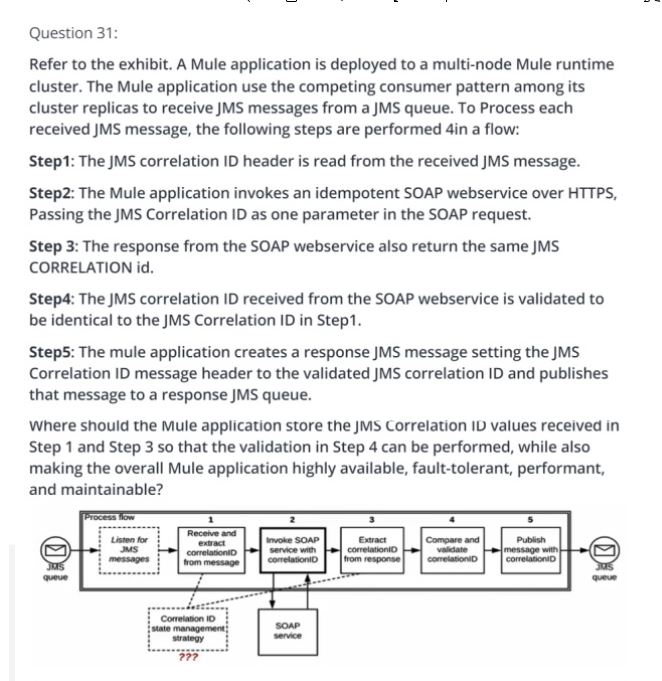 Question 31:
Refer to the exhibit. A Mule application is deployed to a multi-node Mule runtime
cluster. The Mule application use the competing consumer pattern among its
cluster replicas to receive JMS messages from a JMS queue. To Process each
received JMS message, the following steps are performed 4in a flow:
Step1: The JMS correlation ID header is read from the received JMS message.
Step2: The Mule application invokes an idempotent SOAP webservice over HTTPS,
Passing the JMS Correlation ID as one parameter in the SOAP request.
Step 3: The response from the SOAP webservice also return the same JMS
CORRELATION id.
Step4: The JMS correlation ID received from the SOAP webservice is validated to
be identical to the JMS Correlation ID in Step1.
Step5: The mule application creates a response JMS message setting the JMS
Correlation ID message header to the validated JMS correlation ID and publishes
that message to a response JMS queue.
Where should the Mule application store the JMS Correlation ID values received in
Step 1 and Step 3 so that the validation in Step 4 can be performed, while also
making the overall Mule application highly available, fault-tolerant, performant,
and maintainable?
Process flow
JMS
queue
Listen for
JMS
messages
1
Receive and
extract
correlationID
from message
2
Invoke SOAP
service with
correlationID
3
Extract
correlationID
from response
4
Compare and
validate
correlationID
5
Publish
message with
correlationID
JMS
queue
Correlation ID
state management
strategy
???
SOAP
service